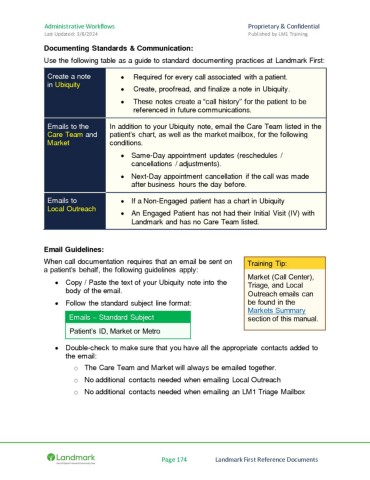 Administrative Workflows
Proprietary & Confidential
Last Updated: 5/8/2024
Published by LM1 Training
Documenting Standards & Communication:
Use the following table as a guide to standard documenting practices at Landmark First:
Create a note
in Ubiquity
• Required for every call associated with a patient.
• Create, proofread, and finalize a note in Ubiquity.
• These notes create a “call history” for the patient to be
referenced in future communications.
Emails to the
Care Team and
Market
In addition to your Ubiquity note, email the Care Team listed in the
patient's chart, as well as the market mailbox, for the following
conditions.
• Same-Day appointment updates (reschedules /
cancellations / adjustments).
• Next-Day appointment cancellation if the call was made
after business hours the day before.
Emails to
Local Outreach
• If a Non-Engaged patient has a chart in Ubiquity
• An Engaged Patient has not had their Initial Visit (IV) with
Landmark and has no Care Team listed.
Email Guidelines:
When call documentation requires that an email be sent on
a patient's behalf, the following guidelines apply:
• Copy / Paste the text of your Ubiquity note into the
body of the email.
• Follow the standard subject line format:
Emails – Standard Subject
Patient's ID, Market or Metro
Training Tip:
Market (Call Center),
Triage, and Local
Outreach emails can
be found in the
Markets Summary
section of this manual.
• Double-check to make sure that you have all the appropriate contacts added to
the email:
o The Care Team and Market will always be emailed together.
o No additional contacts needed when emailing Local Outreach
o No additional contacts needed when emailing an LM1 Triage Mailbox
Landmark
Page 174
Landmark First Reference Documents